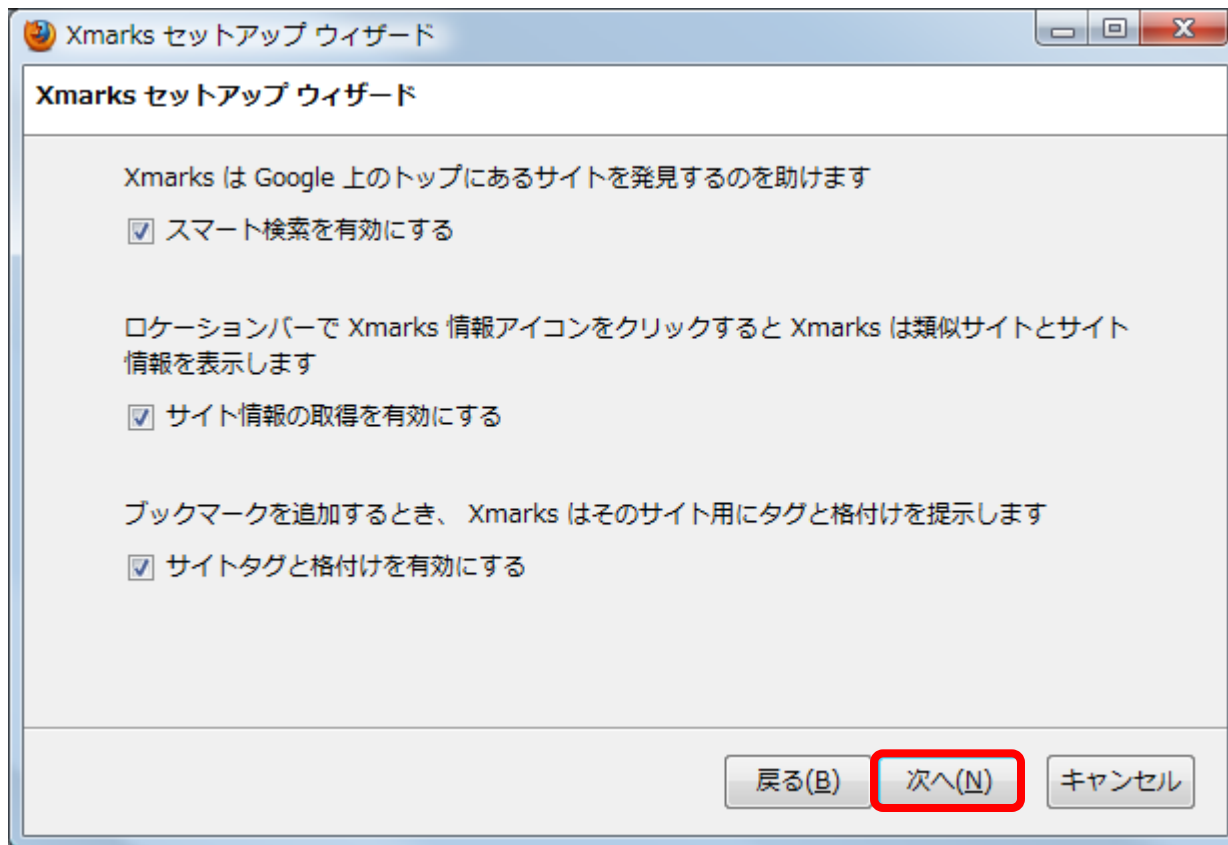 Xmarks セットアップ ウィザード
Xmarks セットアップ ウィザード
Xmarks は Google 上のトップにあるサイトを発見するのを助けます
スマート検索を有効にする
ロケーションバーで Xmarks 情報アイコンをクリックすると Xmarks は類似サイトとサイト
情報を表示します
サイト情報の取得を有効にする
ブックマークを追加するとき、 Xmarks はそのサイト用にタグと格付けを提示します
サイトタグと格付けを有効にする
戻る(B) 次へ(N) キャンセル